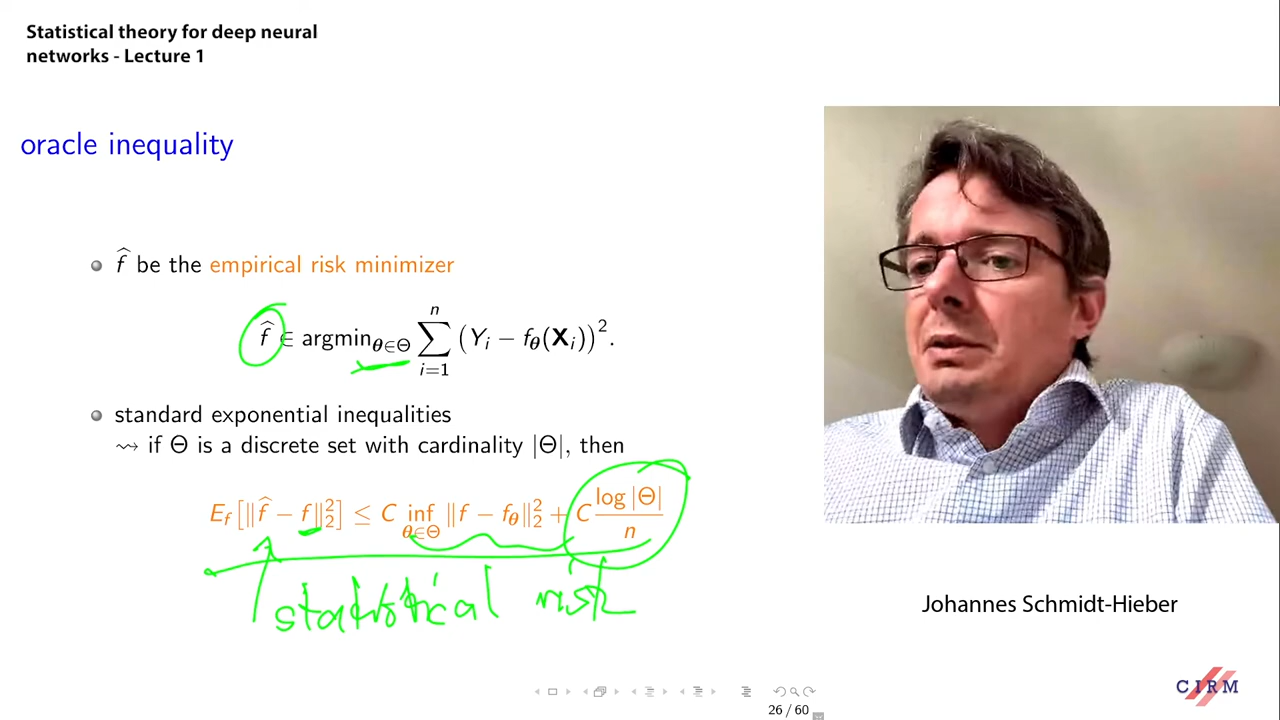 Statistical theory for deep neural
networks - Lecture 1
oracle inequality
f̂ be the empirical risk minimizer
f̂ ∈ argmin_{θ∈Θ} ∑_{i=1}^{n} (Y_i − f_θ(X_i))².
standard exponential inequalities
⇝ if Θ is a discrete set with cardinality |Θ|, then
E_f[‖f̂ − f‖₂²] ≤ C inf_{θ∈Θ} ‖f − f_θ‖₂² + C log |Θ| / n
statistical risk
Johannes Schmidt-Hieber
CIRM
26 / 60